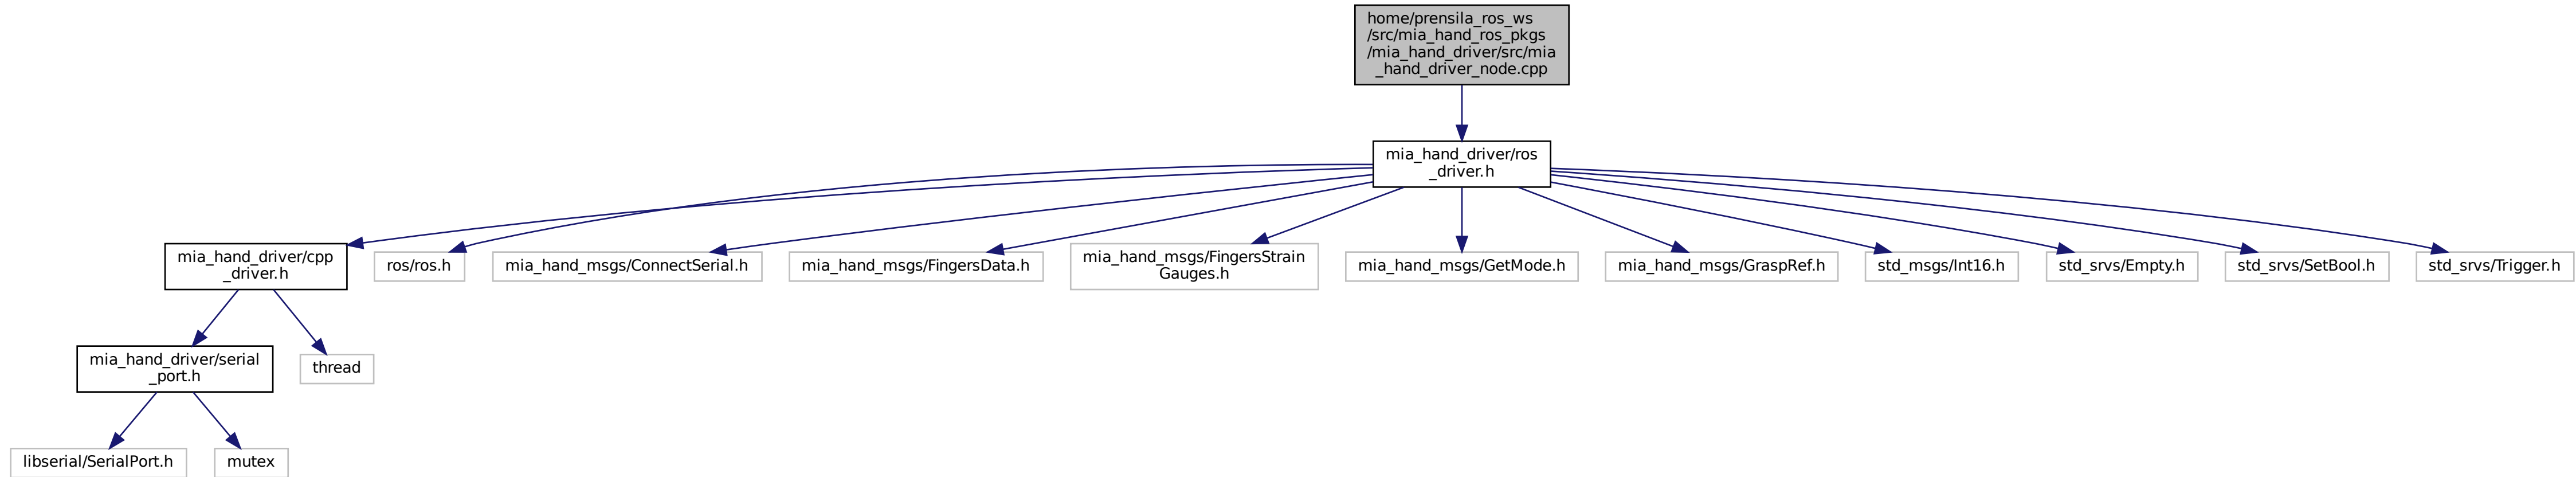 home/prensila_ros_ws
/src/mia_hand_ros_pkgs
/mia_hand_driver/src/mia
_hand_driver_node.cpp
mia_hand_driver/ros
_driver.h
mia_hand_driver/cpp
_driver.h
ros/ros.h
mia_hand_msgs/ConnectSerial.h
mia_hand_msgs/FingersData.h
mia_hand_msgs/FingersStrain
Gauges.h
mia_hand_msgs/GetMode.h
mia_hand_msgs/GraspRef.h
std_msgs/Int16.h
std_srvs/Empty.h
std_srvs/SetBool.h
std_srvs/Trigger.h
mia_hand_driver/serial
_port.h
thread
libserial/SerialPort.h
mutex